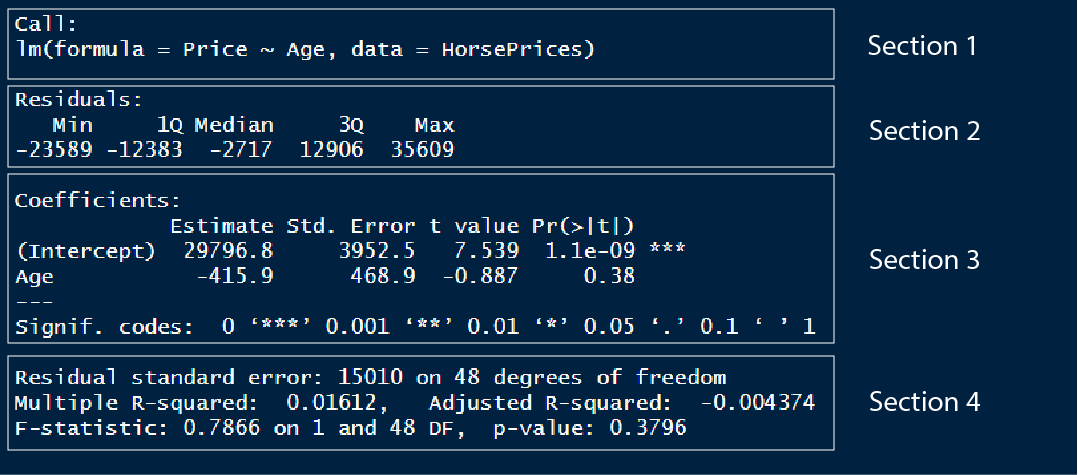 Call:
lm(formula = Price ~ Age, data = HorsePrices)
Section 1
Residuals:
Min 1Q Median 3Q Max
-23589 -12383 -2717 12906 35609
Section 2
Coefficients:
Estimate Std. Error t value Pr(>|t|)
(Intercept) 29796.8 3952.5 7.539 1.1e-09 ***
Age -415.9 468.9 -0.887 0.38
---
Signif. codes: 0 ‘***’ 0.001 ‘**’ 0.01 ‘*’ 0.05 ‘.’ 0.1 ‘ ’ 1
Section 3
Residual standard error: 15010 on 48 degrees of freedom
Multiple R-squared: 0.01612, Adjusted R-squared: -0.004374
F-statistic: 0.7866 on 1 and 48 DF, p-value: 0.3796
Section 4